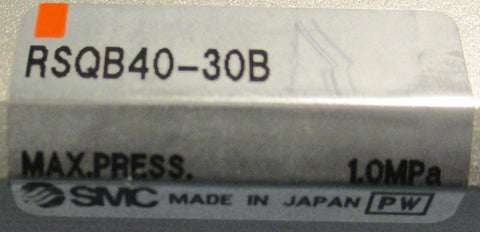 RSQB40-30B
MAX.PRESS. 1.0MPa
SMC MADE IN JAPAN PW